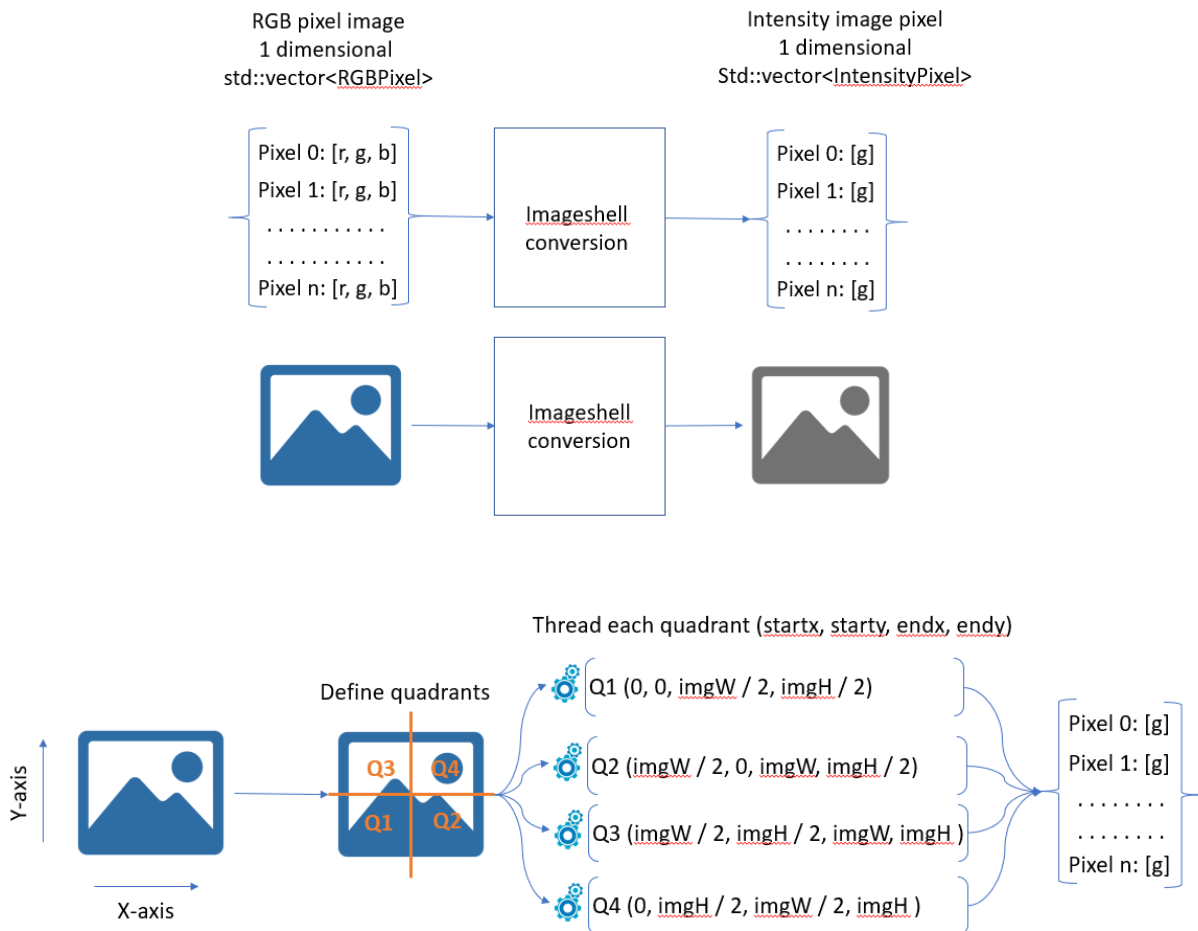 RGB pixel image
1 dimensional
std::vector<RGBPixel>
Intensity image pixel
1 dimensional
Std::vector<IntensityPixel>
Pixel 0: [r, g, b]
Pixel 1: [r, g, b]
. . . . . . . . . . .
. . . . . . . . . . .
Pixel n: [r, g, b]
Imageshell
conversion
Pixel 0: [g]
Pixel 1: [g]
. . . . . . . .
. . . . . . . .
Pixel n: [g]
Imageshell
conversion
Thread each quadrant (startx, starty, endx, endy)
Define quadrants
Y-axis
X-axis
Q3 Q4
Q1 Q2
Q1 (0, 0, imgW / 2, imgH / 2)
Q2 (imgW / 2, 0, imgW, imgH / 2)
Q3 (imgW / 2, imgH / 2, imgW, imgH )
Q4 (0, imgH / 2, imgW / 2, imgH )
Pixel 0: [g]
Pixel 1: [g]
. . . . . . . .
. . . . . . . .
Pixel n: [g]